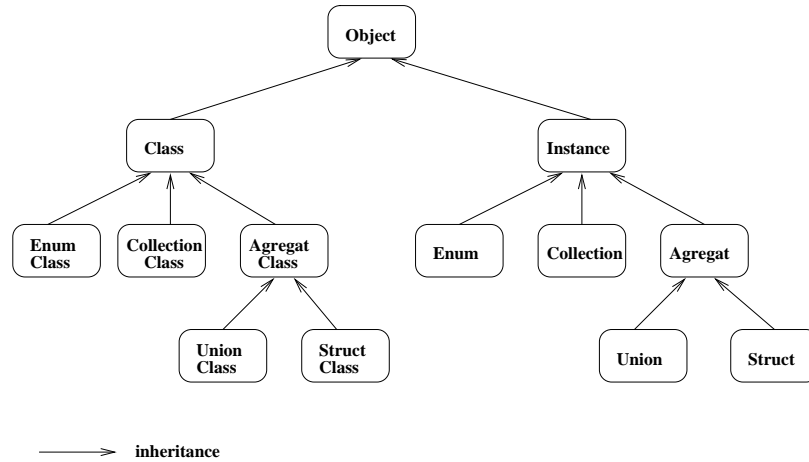 Object
Class
Instance
Enum
Class
Collection
Class
Agregat
Class
Enum
Collection
Agregat
Union
Class
Struct
Class
Union
Struct
inheritance